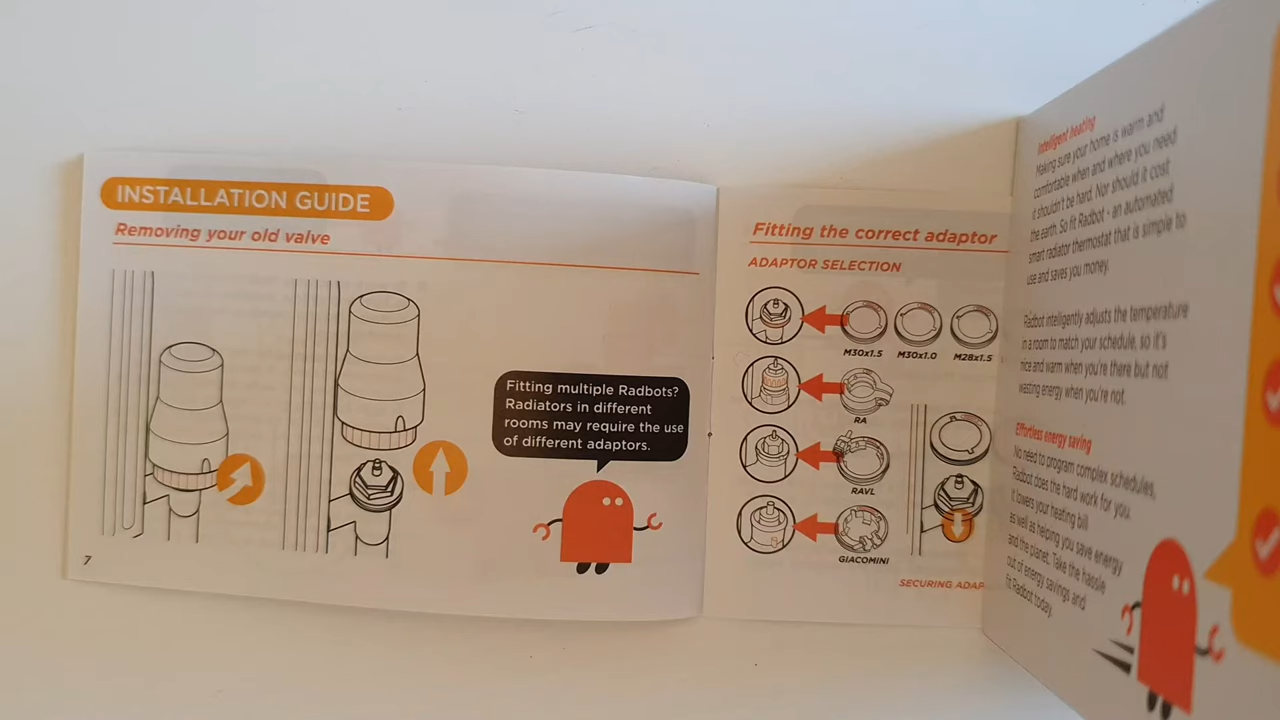 INSTALLATION GUIDE
Removing your old valve
Fitting multiple Radbots?
Radiators in different
rooms may require the use
of different adaptors.
7
Fitting the correct adaptor
ADAPTOR SELECTION
M30x1.5 M30x1.0 M28x1.5
RA
RAVL
GIACOMINI
SECURING ADAP
Intelligent heating
Making sure your home is warm and
comfortable when and where you need
it shouldn't be hard. Nor should it cost
the earth. So fit Radbot - an automated
smart radiator thermostat that is simple to
use and saves you money.
Radbot intelligently adjusts the temperature
in a room to match your schedule, so it's
nice and warm when you're there but not
wasting energy when you're not.
Effortless energy saving
No need to program complex schedules,
Radbot does the hard work for you.
It lowers your heating bill
as well as helping you save energy
and the planet. Take the hassle
out of energy savings and
fit Radbot today.